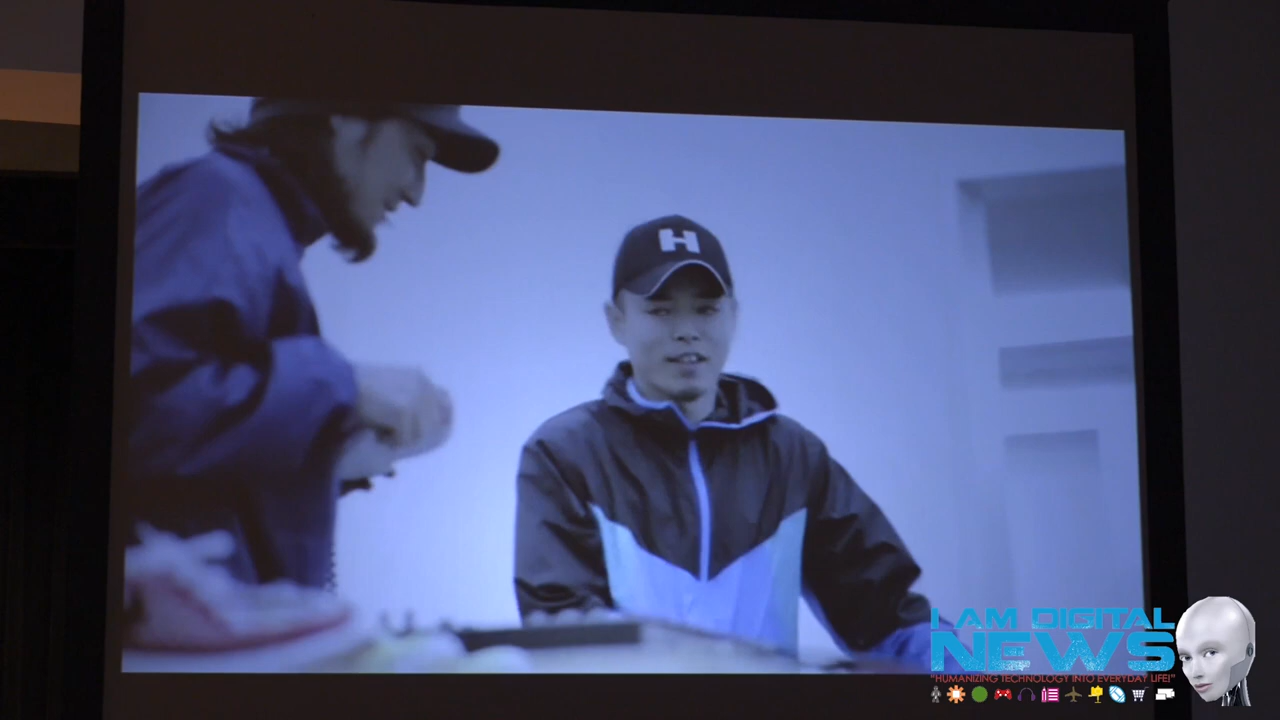 H
I AM DIGITAL
NEWS
"HUMANIZING TECHNOLOGY INTO EVERYDAY LIFE!"